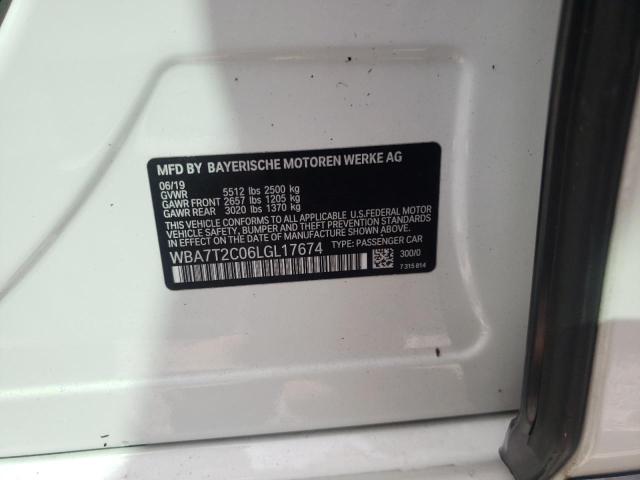 MFD BY BAYERISCHE MOTOREN WERKE AG
06/19
GVWR 5512 lbs 2500 kg
GAWR FRONT 2657 lbs 1205 kg
GAWR REAR 3020 lbs 1370 kg
THIS VEHICLE CONFORMS TO ALL APPLICABLE U.S.FEDERAL MOTOR
VEHICLE SAFETY, BUMPER, AND THEFT PREVENTION STANDARDS
IN EFFECT ON THE DATE OF MANUFACTURE SHOWN ABOVE.
WBA7T2C06LGL17674 TYPE: PASSENGER CAR
300/0
7 315 814